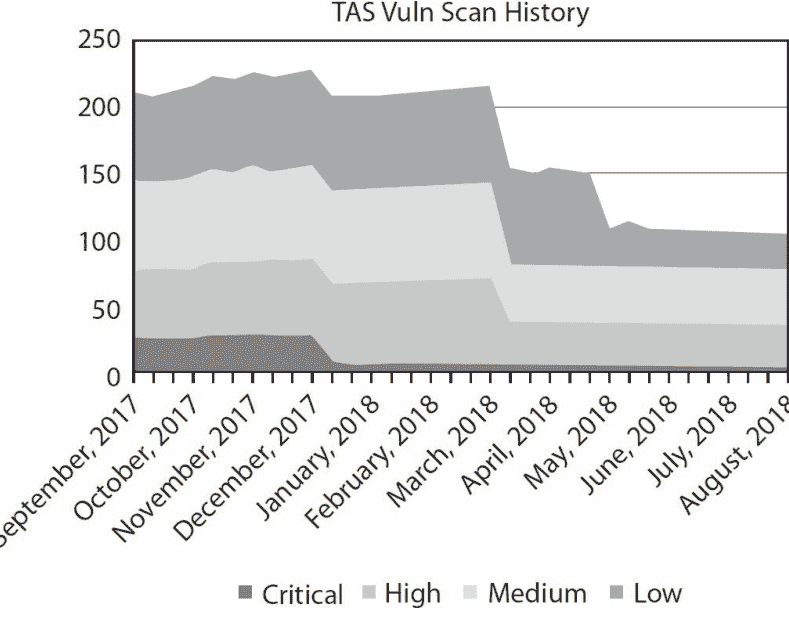 TAS Vuln Scan History
250
200
150
100
50
0
September, 2017
October, 2017
November, 2017
December, 2017
January, 2018
February, 2018
March, 2018
April, 2018
May, 2018
June, 2018
July, 2018
August, 2018
Critical High Medium Low